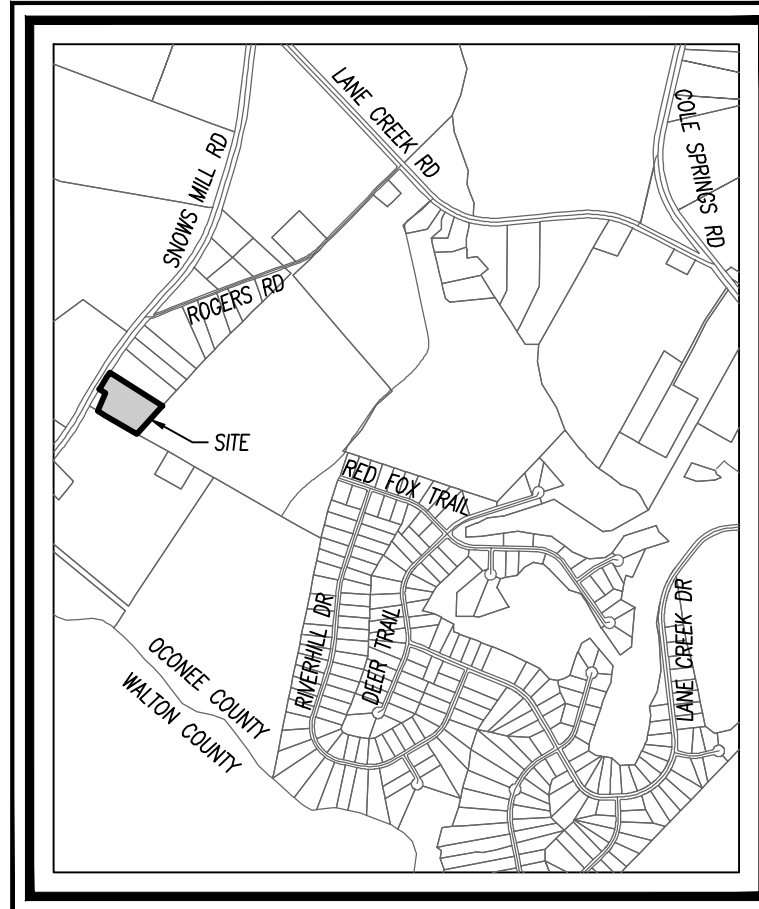 LANE CREEK RD
COLE SPRINGS RD
SNOWS MILL RD
ROGERS RD
SITE
RED FOX TRAIL
RIVERHILL DR
DEER TRAIL
LANE CREEK DR
OCONEE COUNTY
WALTON COUNTY